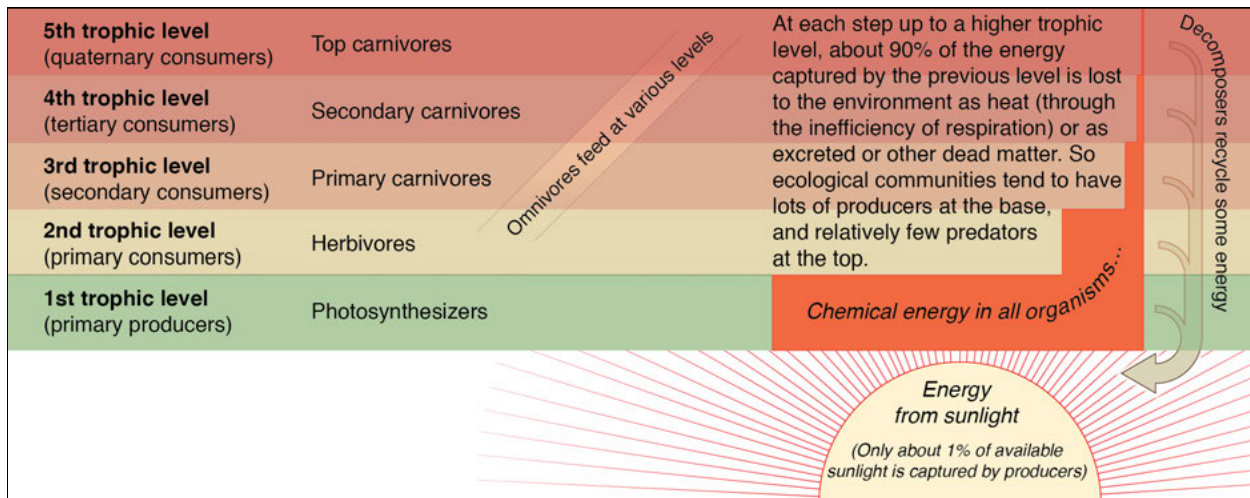 5th trophic level
(quaternary consumers)
Top carnivores
4th trophic level
(tertiary consumers)
Secondary carnivores
3rd trophic level
(secondary consumers)
Primary carnivores
2nd trophic level
(primary consumers)
Herbivores
1st trophic level
(primary producers)
Photosynthesizers
Omnivores feed at various levels
At each step up to a higher trophic
level, about 90% of the energy
captured by the previous level is lost
to the environment as heat (through
the inefficiency of respiration) or as
excreted or other dead matter. So
ecological communities tend to have
lots of producers at the base,
and relatively few predators
at the top.
Chemical energy in all organisms...
Decomposers recycle some energy
Energy
from sunlight
(Only about 1% of available
sunlight is captured by producers)